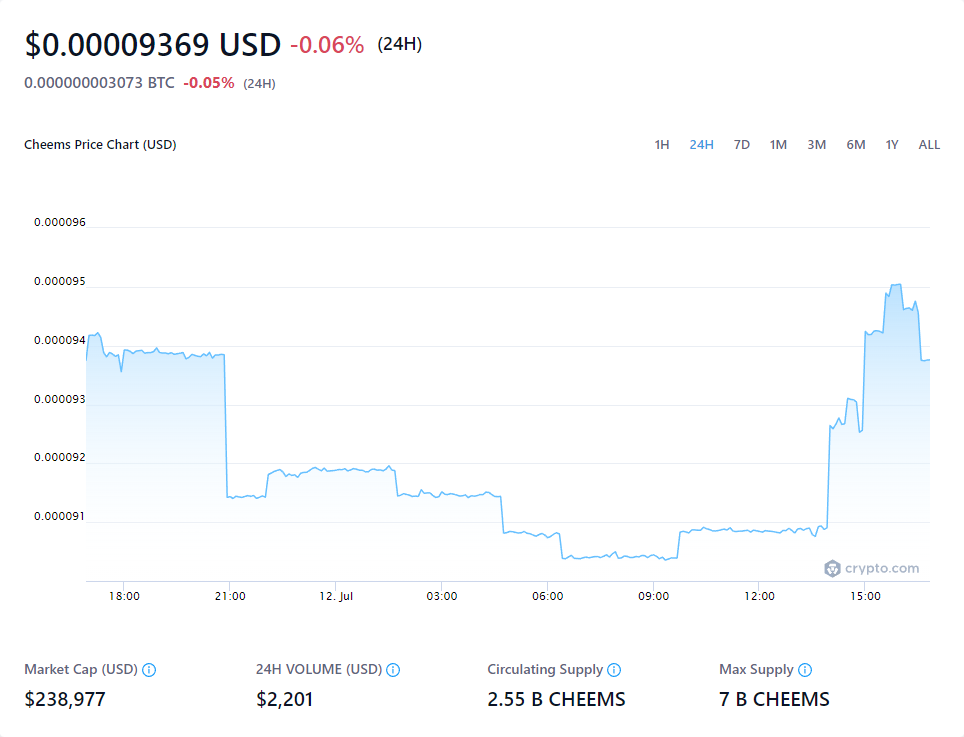 $0.00009369 USD -0.06% (24H)
0.000000003073 BTC -0.05% (24H)
Cheems Price Chart (USD) 1H 24H 7D 1M 3M 6M 1Y ALL
0.000096
0.000095
0.000094
0.000093
0.000092
0.000091
crypto.com
18:00 21:00 12. Jul 03:00 06:00 09:00 12:00 15:00
Market Cap (USD) 24H VOLUME (USD) Circulating Supply Max Supply
$238,977 $2,201 2.55 B CHEEMS 7 B CHEEMS